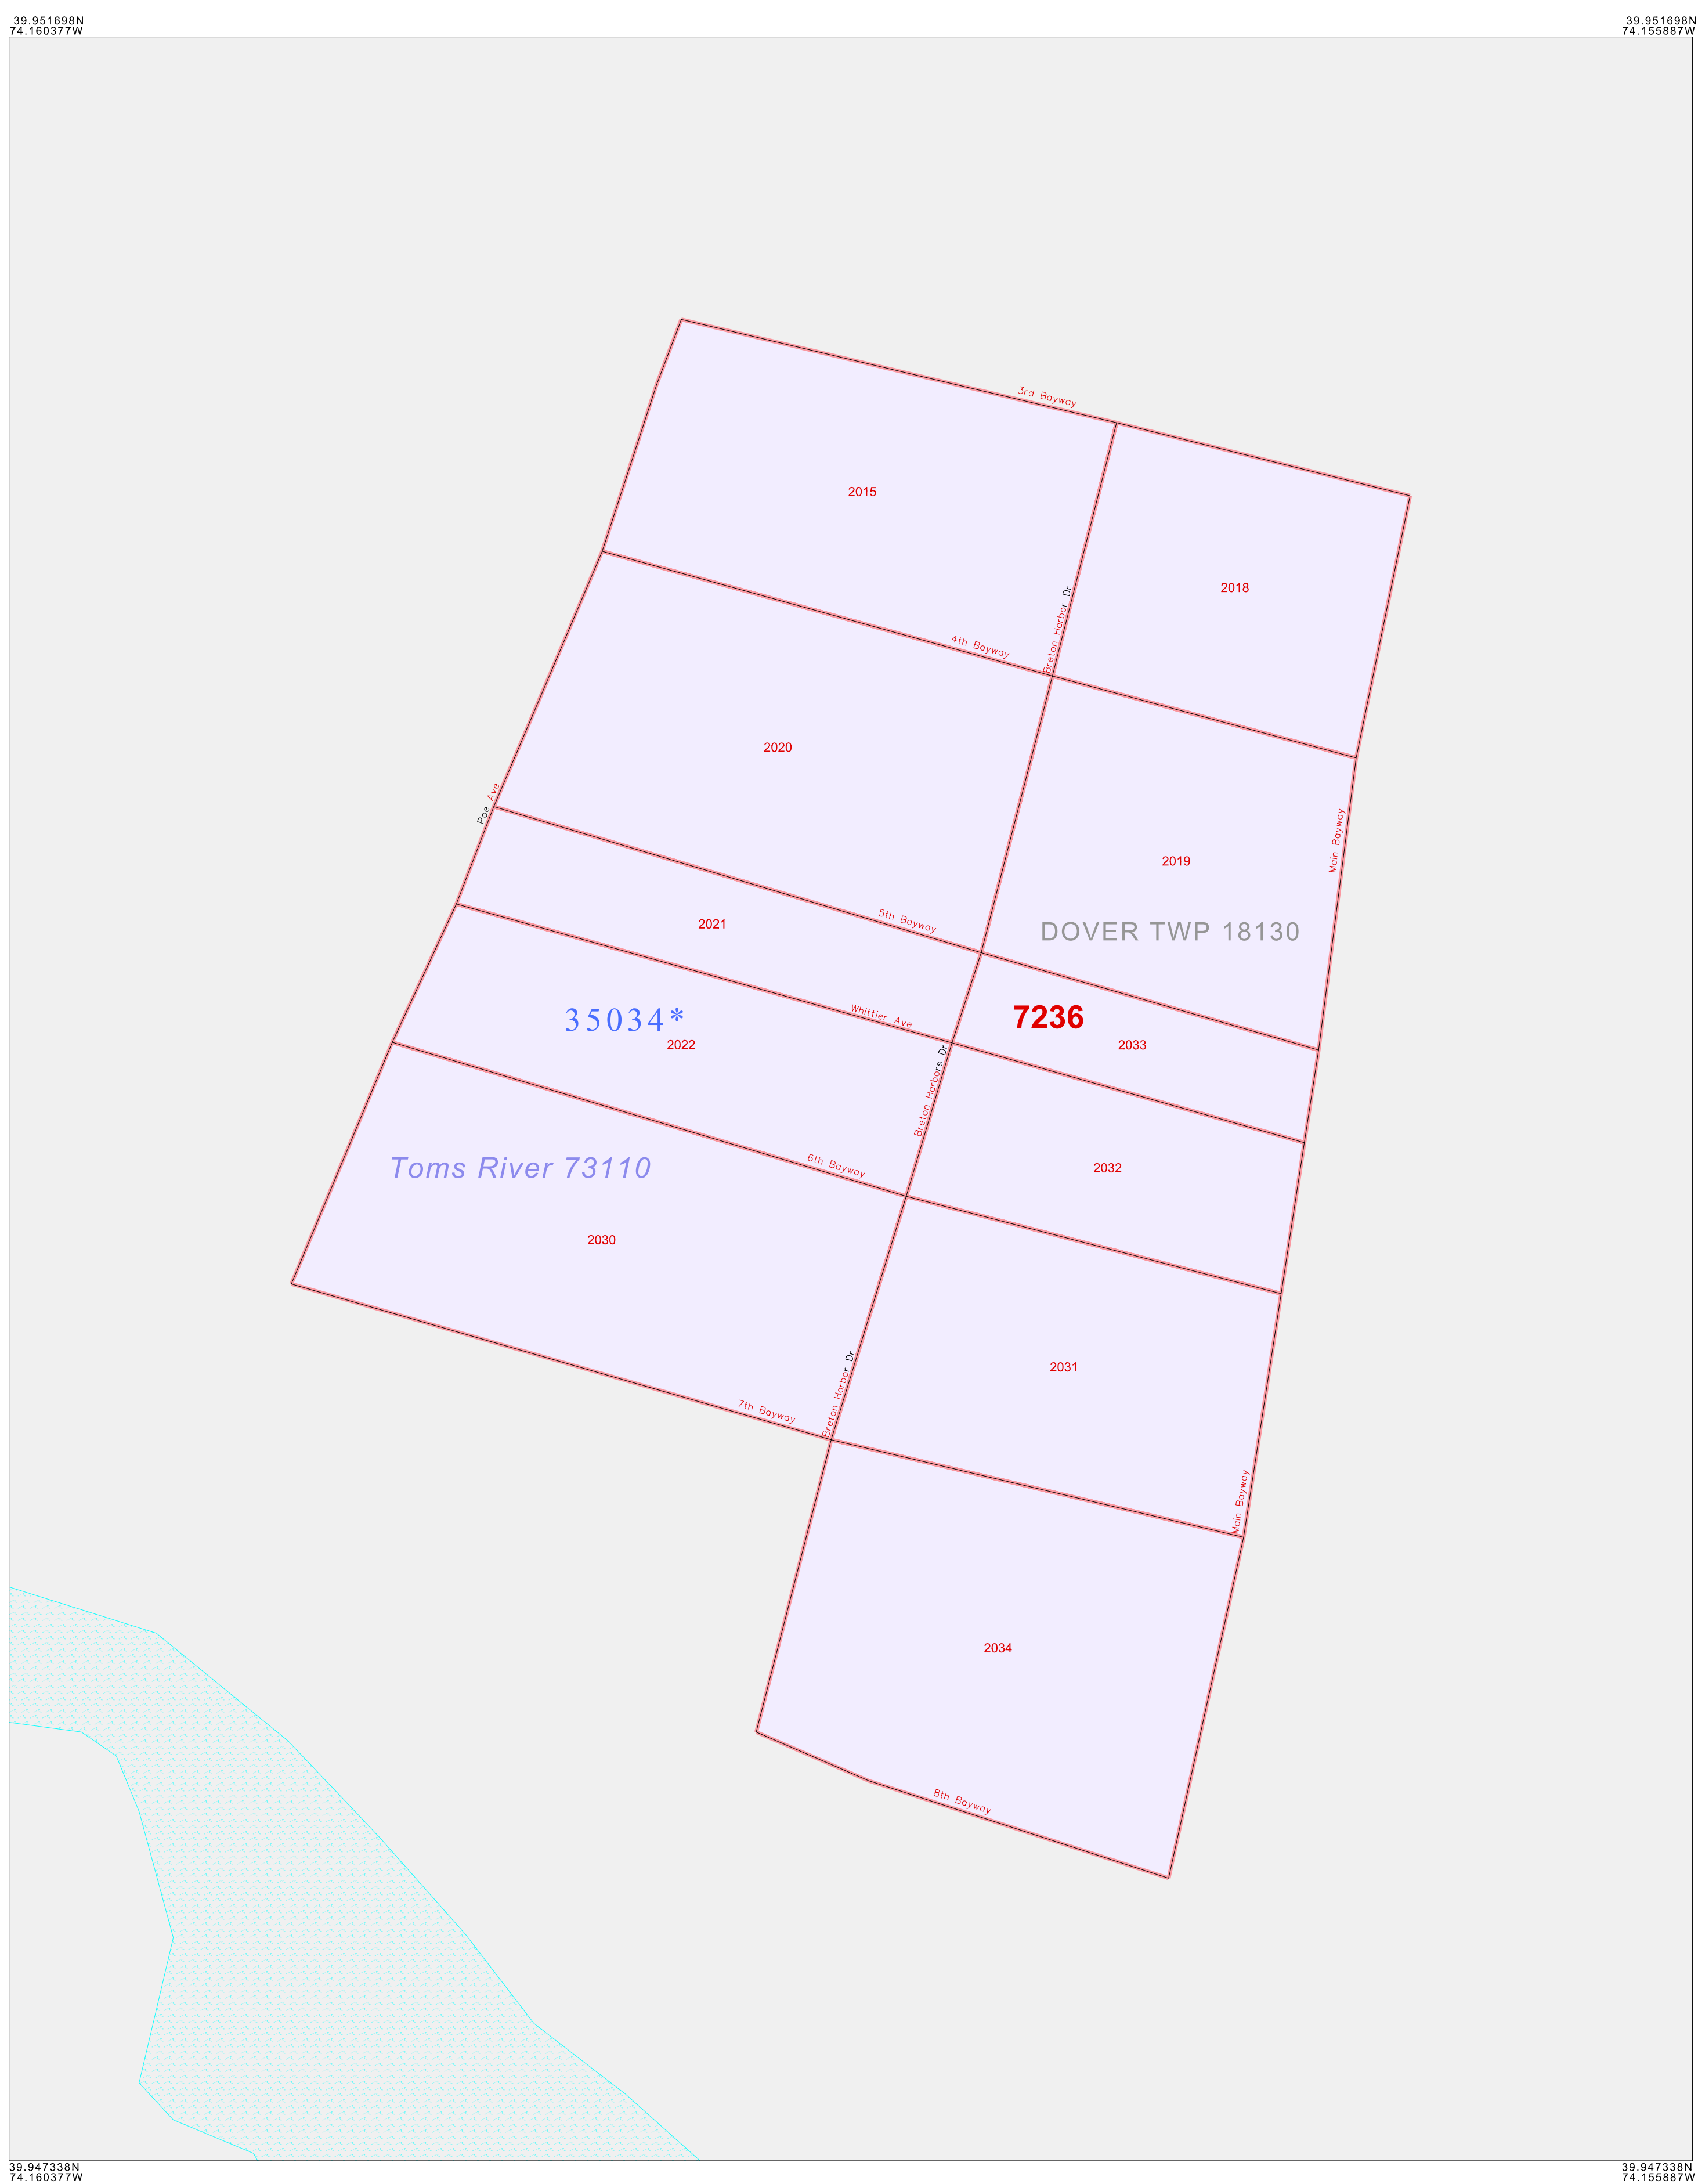 39.951698N
74.160377W
39.951698N
74.155887W
3rd Bayway
2015
2018
Breton Harbor Dr
4th Bayway
2020
Poe Ave
Main Bayway
2019
5th Bayway
2021
DOVER TWP 18130
35034*
Whittier Ave
7236
2022
2033
Breton Harbors Dr
6th Bayway
Toms River 73110
2032
2030
2031
Breton Harbor Dr
7th Bayway
Main Bayway
2034
8th Bayway
39.947338N
74.160377W
39.947338N
74.155887W